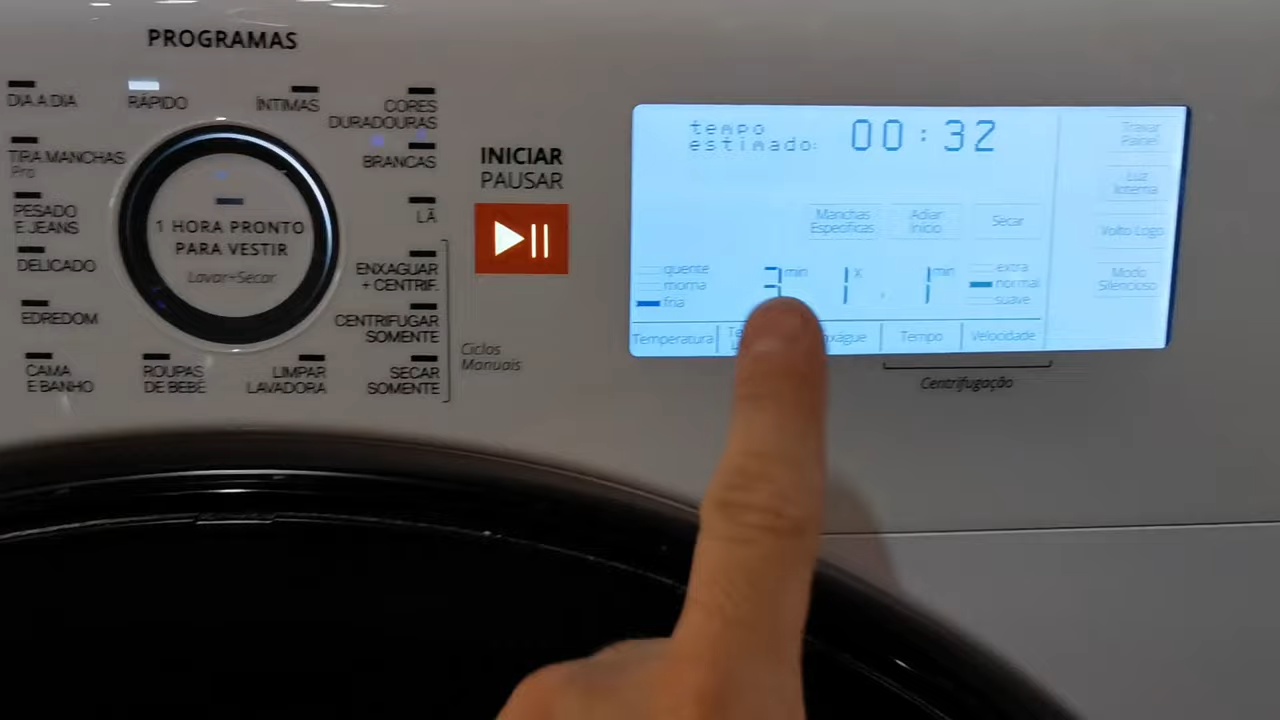 PROGRAMAS
DIA A DIA
RÁPIDO
ÍNTIMAS
CORES
DURADOURAS
TIRA MANCHAS
Pro
BRANCAS
PESADO
E JEANS
LÃ
DELICADO
ENXAGUAR
+ CENTRIF.
EDREDOM
CENTRIFUGAR
SOMENTE
CAMA
E BANHO
ROUPAS
DE BEBÊ
LIMPAR
LAVADORA
SECAR
SOMENTE
1 HORA PRONTO
PARA VESTIR
Lavar+Secar
Ciclos
Manuais
INICIAR
PAUSAR
tempo
estimado: 00:32
Manchas
Específicas
Adiar
Início
Secar
quente
morna
fria
min
1 x
1 min
extra
normal
suave
Temperatura
Tempo
Velocidade
Centrifugação
Travar
Painel
Luz
Interna
Volto Logo
Modo
Silencioso